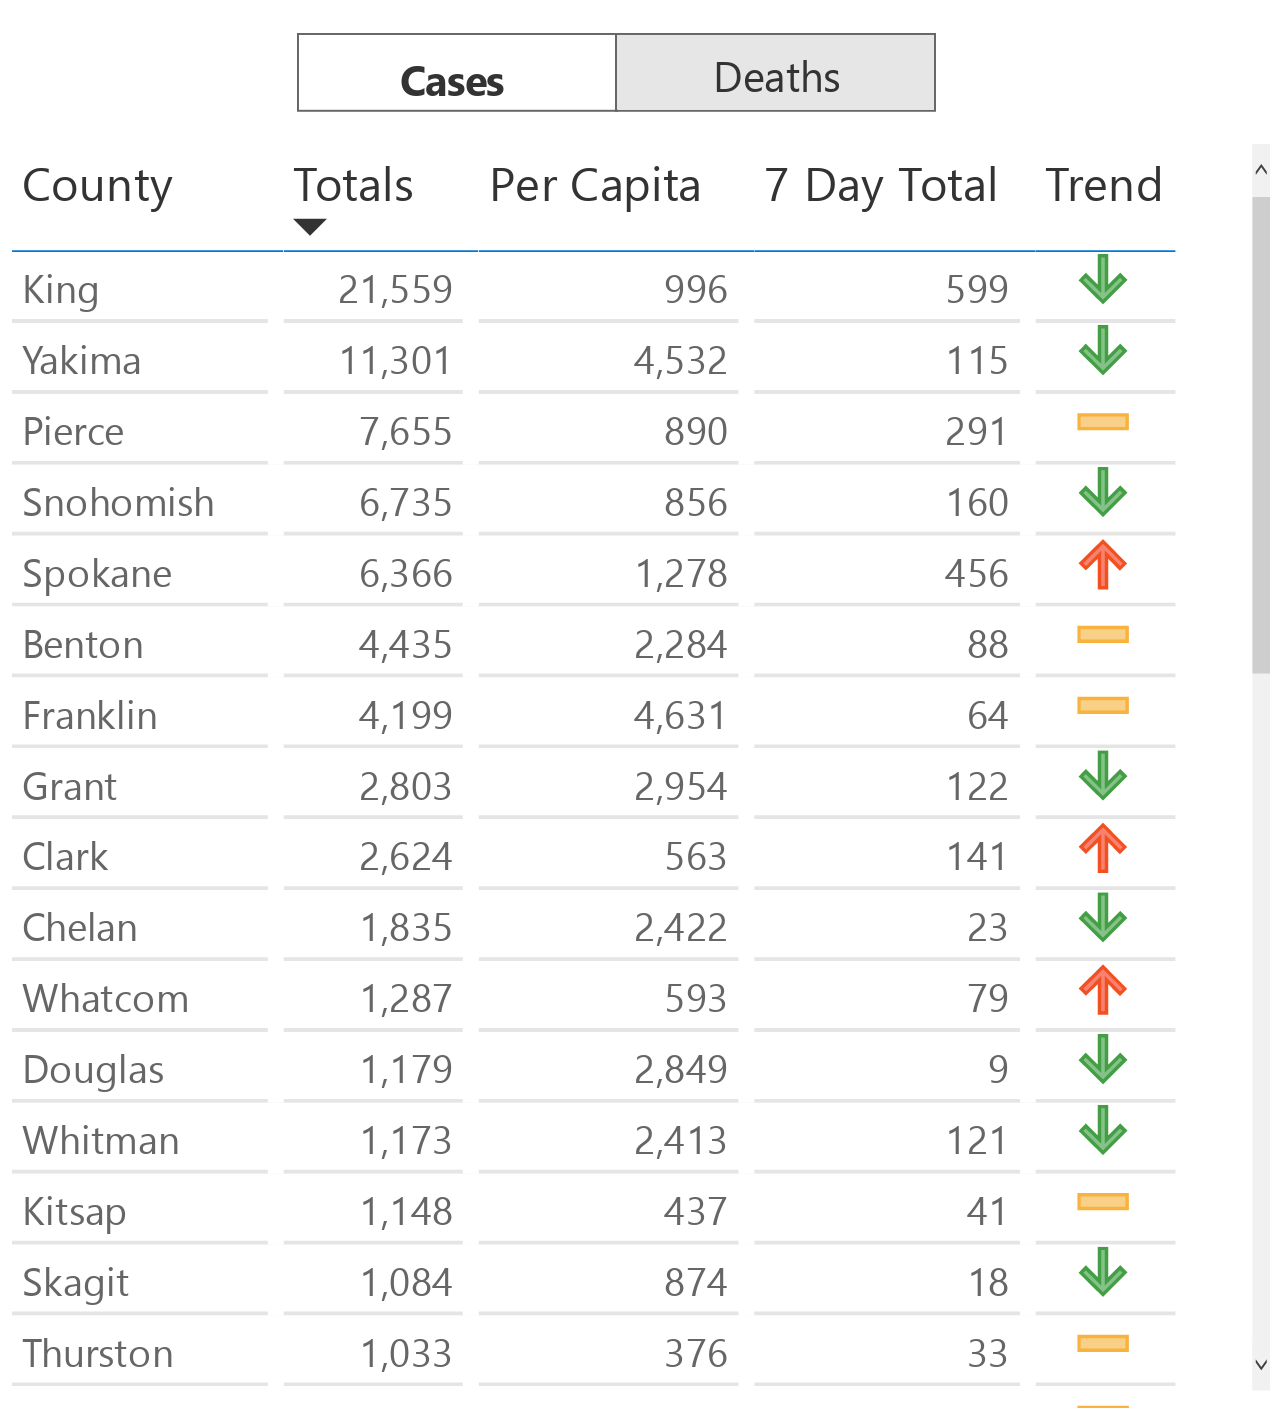 Cases Deaths
County Totals Per Capita 7 Day Total Trend
King 21,559 996 599
Yakima 11,301 4,532 115
Pierce 7,655 890 291
Snohomish 6,735 856 160
Spokane 6,366 1,278 456
Benton 4,435 2,284 88
Franklin 4,199 4,631 64
Grant 2,803 2,954 122
Clark 2,624 563 141
Chelan 1,835 2,422 23
Whatcom 1,287 593 79
Douglas 1,179 2,849 9
Whitman 1,173 2,413 121
Kitsap 1,148 437 41
Skagit 1,084 874 18
Thurston 1,033 376 33